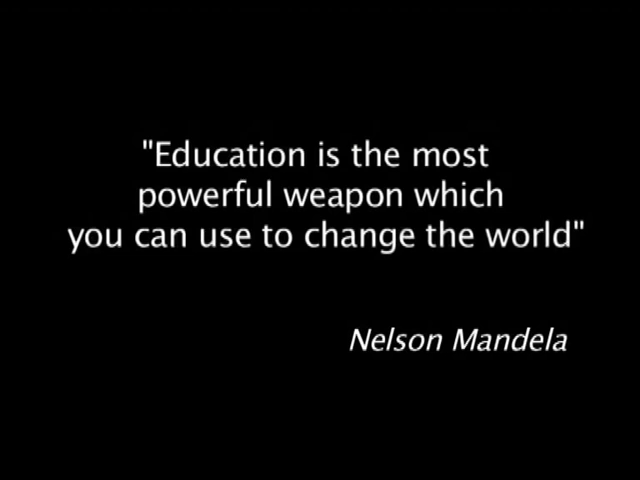 "Education is the most
powerful weapon which
you can use to change the world"
Nelson Mandela